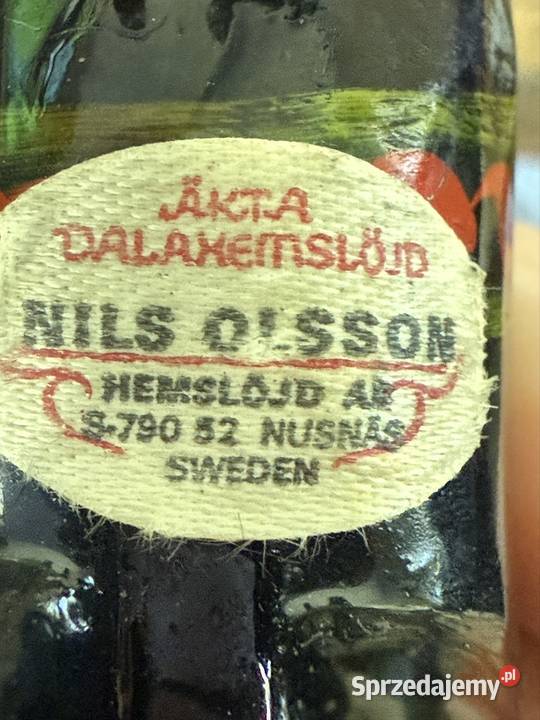 ÄKTA
DALAHEMSLÖJD
NILS OLSSON
HEMSLÖJD AB
S-790 52 NUSNÄS
SWEDEN
Sprzedajemy.pl